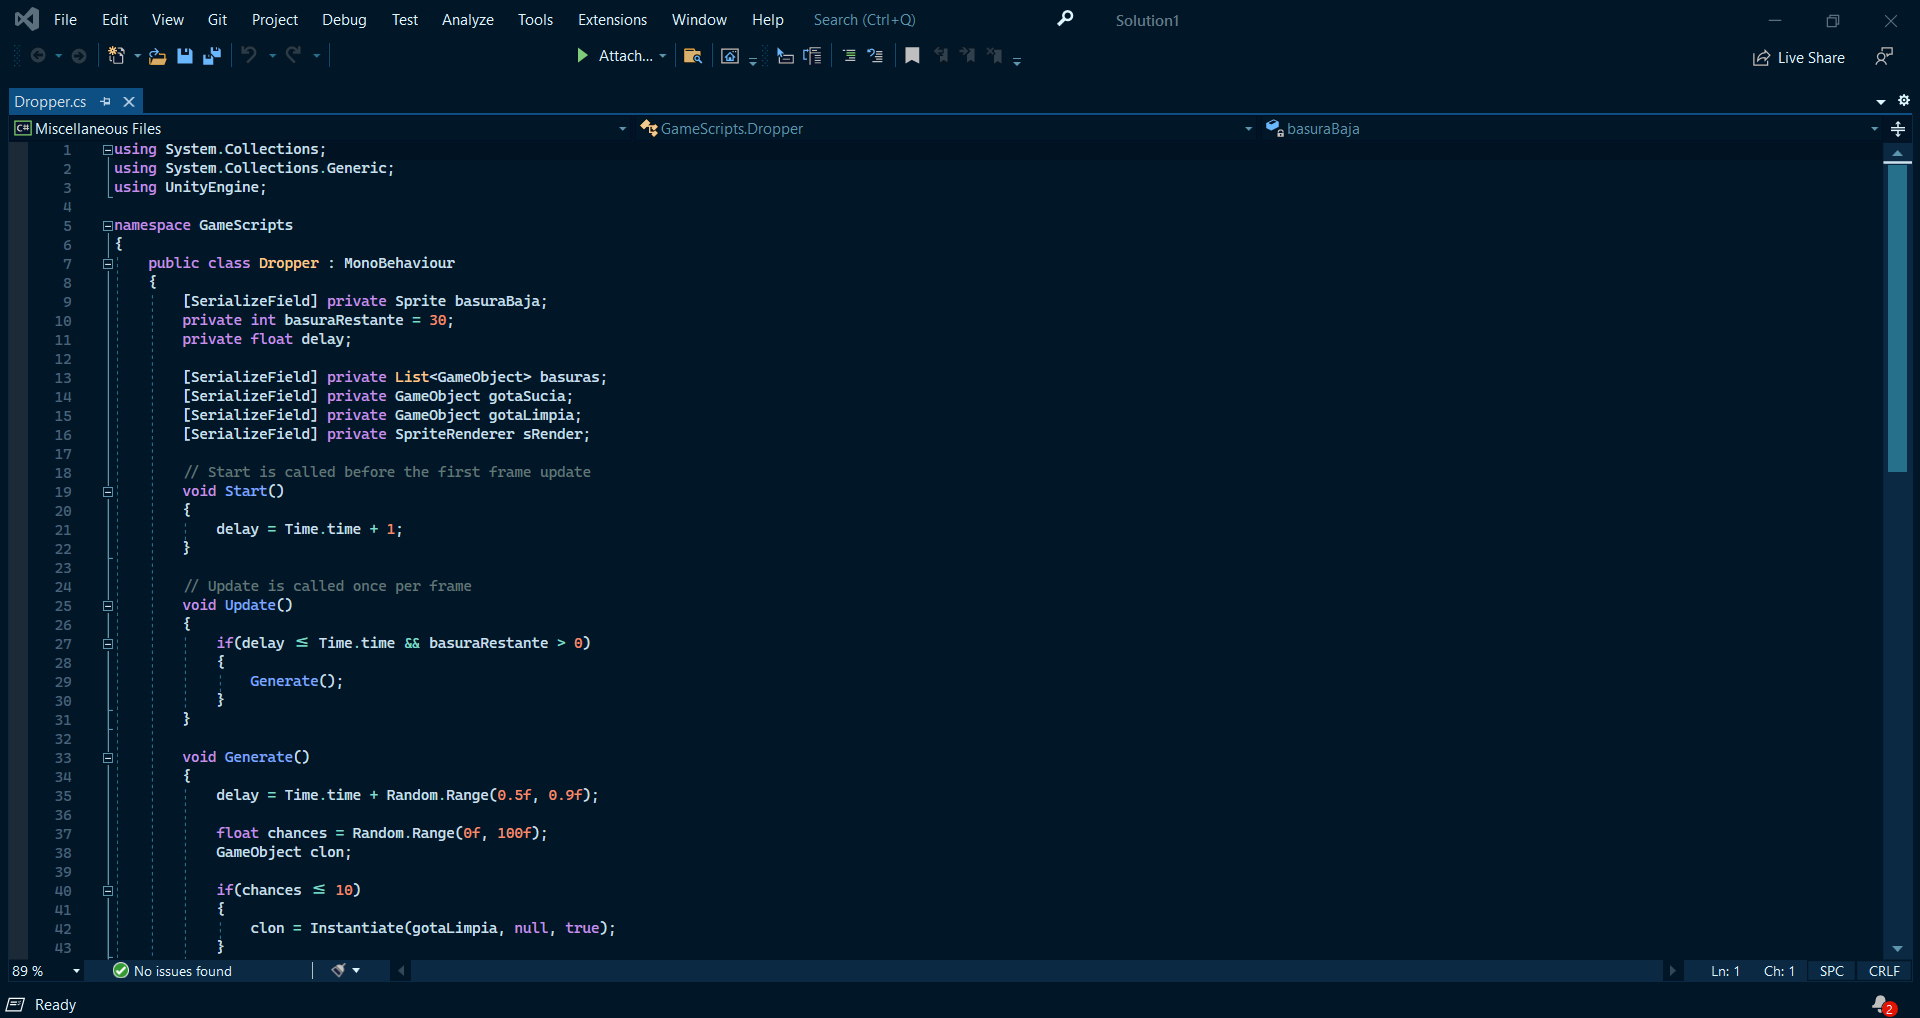 File Edit View Git Project Debug Test Analyze Tools Extensions Window Help Search (Ctrl+Q) Solution1
Attach... Live Share
Dropper.cs
C# Miscellaneous Files GameScripts.Dropper basuraBaja
1 using System.Collections;
2 using System.Collections.Generic;
3 using UnityEngine;
4
5 namespace GameScripts
6 {
7 public class Dropper : MonoBehaviour
8 {
9 [SerializeField] private Sprite basuraBaja;
10 private int basuraRestante = 30;
11 private float delay;
12
13 [SerializeField] private List<GameObject> basuras;
14 [SerializeField] private GameObject gotaSucia;
15 [SerializeField] private GameObject gotaLimpia;
16 [SerializeField] private SpriteRenderer sRender;
17
18 // Start is called before the first frame update
19 void Start()
20 {
21 delay = Time.time + 1;
22 }
23
24 // Update is called once per frame
25 void Update()
26 {
27 if(delay ≤ Time.time && basuraRestante > 0)
28 {
29 Generate();
30 }
31 }
32
33 void Generate()
34 {
35 delay = Time.time + Random.Range(0.5f, 0.9f);
36
37 float chances = Random.Range(0f, 100f);
38 GameObject clon;
39
40 if(chances ≤ 10)
41 {
42 clon = Instantiate(gotaLimpia, null, true);
43 }
89 % No issues found Ln: 1 Ch: 1 SPC CRLF
Ready 2